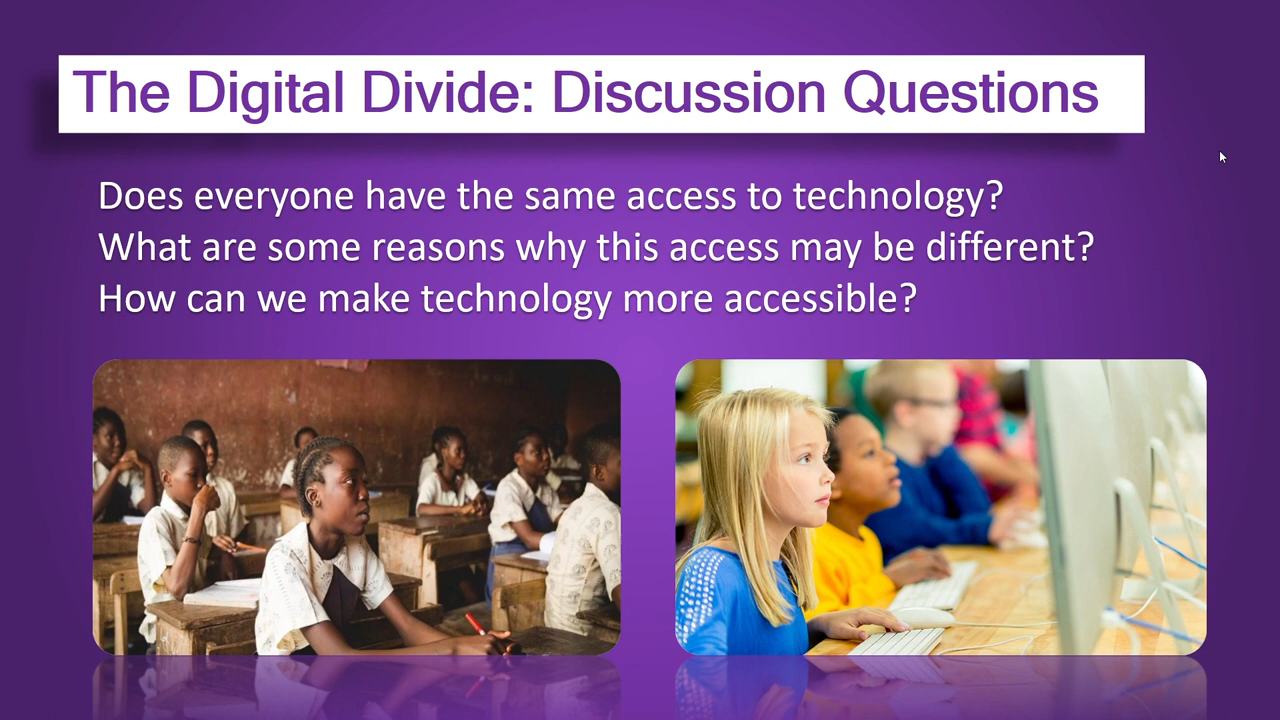 The Digital Divide: Discussion Questions
Does everyone have the same access to technology?
What are some reasons why this access may be different?
How can we make technology more accessible?